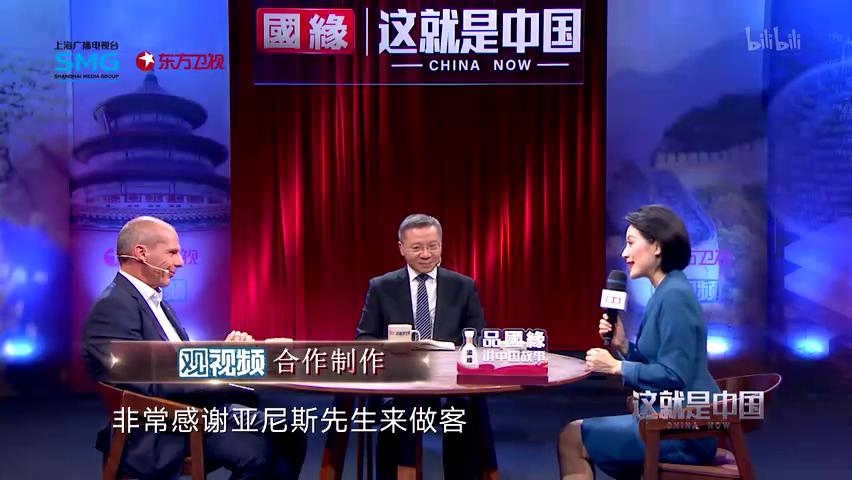 上海广播电视台
SMG
SHANGHAI MEDIA GROUP
东方卫视
國緣
这就是中国
CHINA NOW
bilibili
品國緣
讲中国故事
观视频 合作制作
这就是中国
CHINA NOW
非常感谢亚尼斯先生来做客